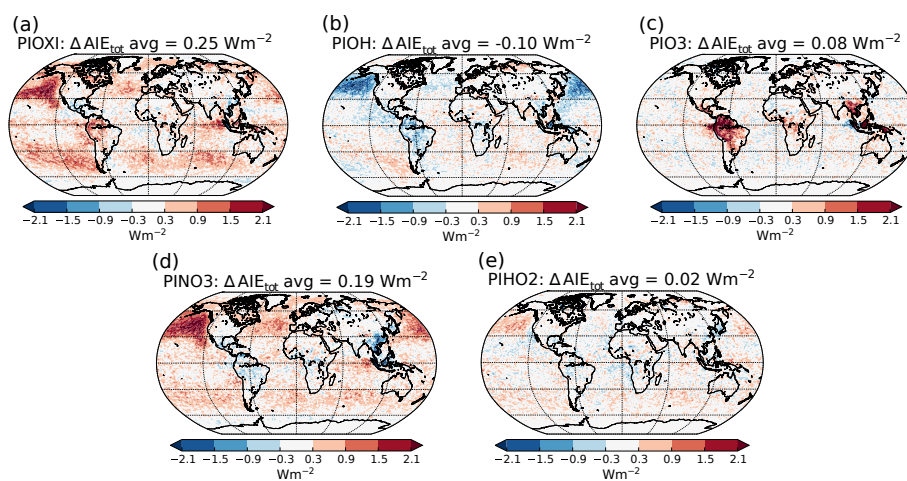 (a)
PIOXI: Δ AIEtot avg = 0.25 Wm−2
−2.1 −1.5 −0.9 −0.3 0.3 0.9 1.5 2.1
Wm−2
(b)
PIOH: Δ AIEtot avg = -0.10 Wm−2
−2.1 −1.5 −0.9 −0.3 0.3 0.9 1.5 2.1
Wm−2
(c)
PIO3: Δ AIEtot avg = 0.08 Wm−2
−2.1 −1.5 −0.9 −0.3 0.3 0.9 1.5 2.1
Wm−2
(d)
PINO3: Δ AIEtot avg = 0.19 Wm−2
−2.1 −1.5 −0.9 −0.3 0.3 0.9 1.5 2.1
Wm−2
(e)
PIHO2: Δ AIEtot avg = 0.02 Wm−2
−2.1 −1.5 −0.9 −0.3 0.3 0.9 1.5 2.1
Wm−2